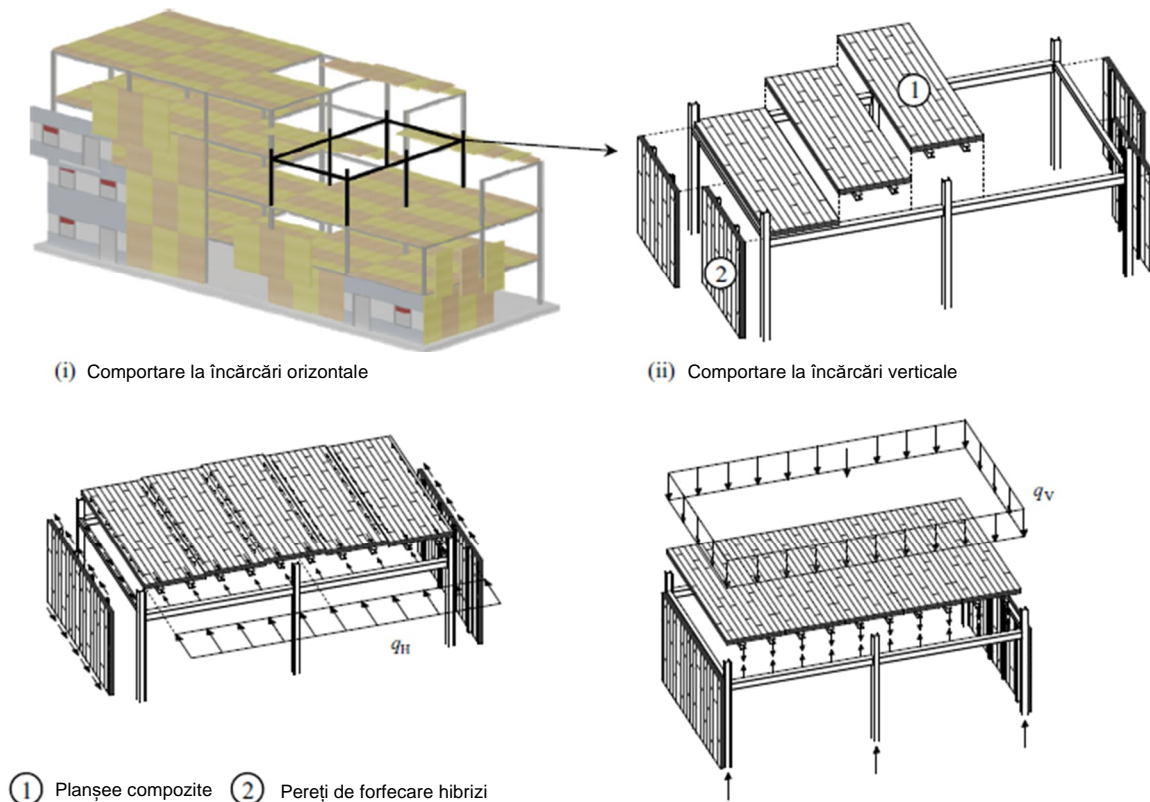 1
2
(i) Comportare la încărcări orizontale
(ii) Comportare la încărcări verticale
qH
qV
1 Planșee compozite 2 Pereți de forfecare hibrizi